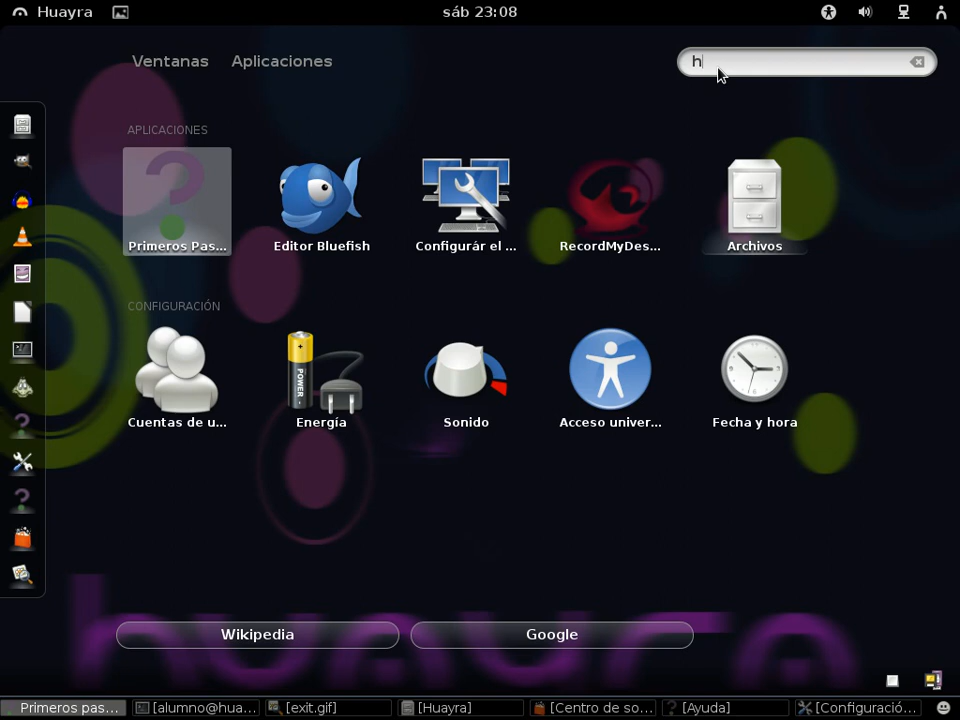 Huayra
sáb 23:08
Ventanas
Aplicaciones
h
APLICACIONES
Primeros Pas...
Editor Bluefish
Configurár el ...
RecordMyDes...
Archivos
CONFIGURACIÓN
POWER
Cuentas de u...
Energía
Sonido
Acceso univer...
Fecha y hora
huayra
Wikipedia
Google
Primeros pas...
[alumno@hua...
[exit.gif]
[Huayra]
[Centro de so...
[Ayuda]
[Configuració...